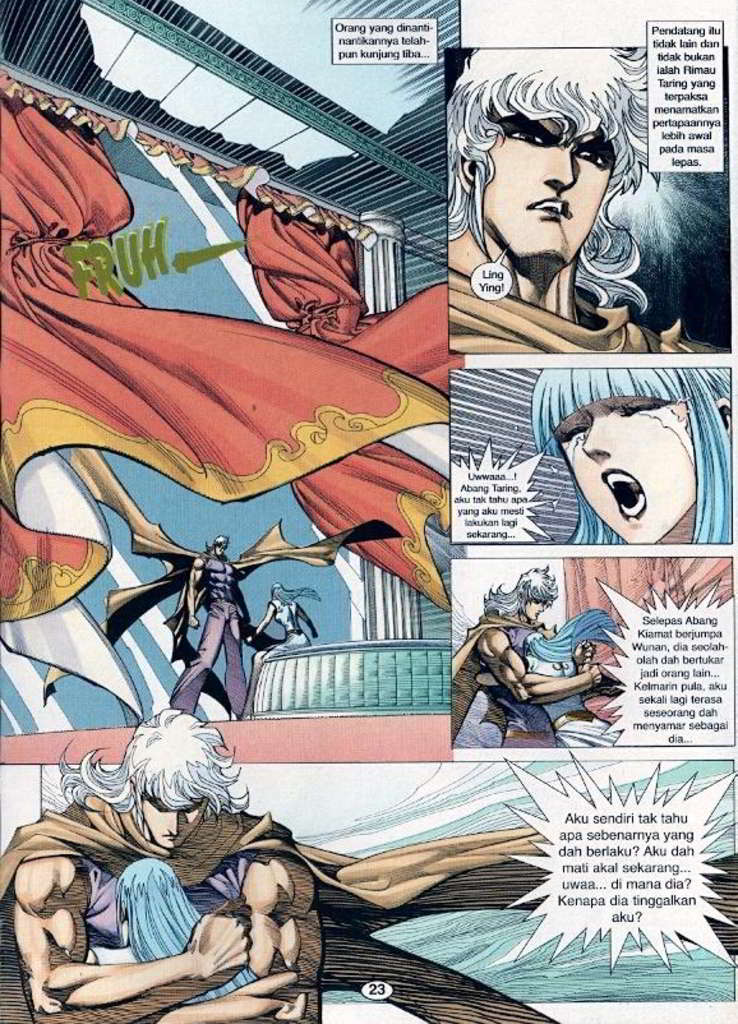 Orang yang dinanti-
nantikannya telah-
pun kunjung tiba...
Pendatang itu
tidak lain dan
tidak bukan
ialah Rimau
Taring yang
terpaksa
menamatkan
pertapaannya
lebih awal
pada masa
lepas.
FRUH
Ling
Ying!
Uwwaaa...!
Abang Taring,
aku tak tahu apa
yang aku mesti
lakukan lagi
sekarang...
Selepas Abang
Kiamat berjumpa
Wunan, dia seolah-
olah dah bertukar
jadi orang lain...
Kelmarin pula, aku
sekali lagi terasa
seseorang dah
menyamar sebagai
dia...
Aku sendiri tak tahu
apa sebenarnya yang
dah berlaku? Aku dah
mati akal sekarang...
uwaa... di mana dia?
Kenapa dia tinggalkan
aku?
23